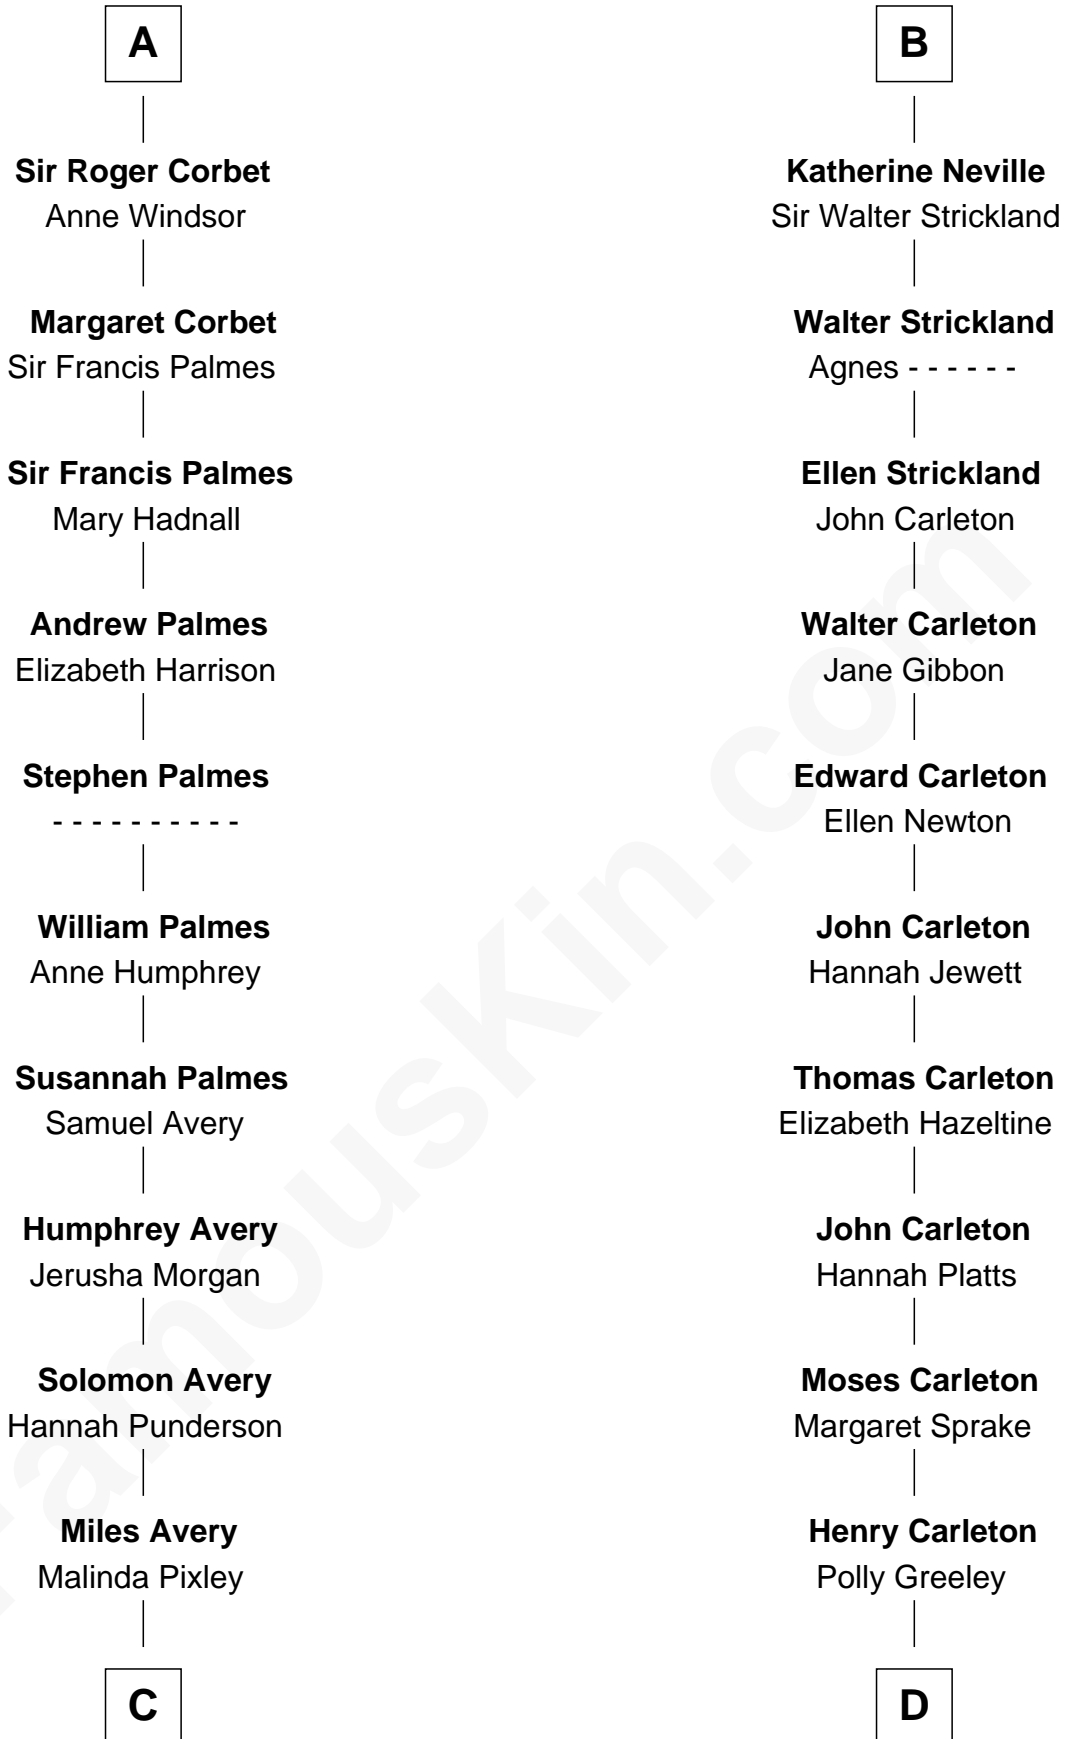 A
Sir Roger Corbet
Anne Windsor
Margaret Corbet
Sir Francis Palmes
Sir Francis Palmes
Mary Hadnall
Andrew Palmes
Elizabeth Harrison
Stephen Palmes
- - - - - - - - - -
William Palmes
Anne Humphrey
Susannah Palmes
Samuel Avery
Humphrey Avery
Jerusha Morgan
Solomon Avery
Hannah Punderson
Miles Avery
Malinda Pixley
C
B
Katherine Neville
Sir Walter Strickland
Walter Strickland
Agnes - - - - - -
Ellen Strickland
John Carleton
Walter Carleton
Jane Gibbon
Edward Carleton
Ellen Newton
John Carleton
Hannah Jewett
Thomas Carleton
Elizabeth Hazeltine
John Carleton
Hannah Platts
Moses Carleton
Margaret Sprake
Henry Carleton
Polly Greeley
D
FamousKin.com